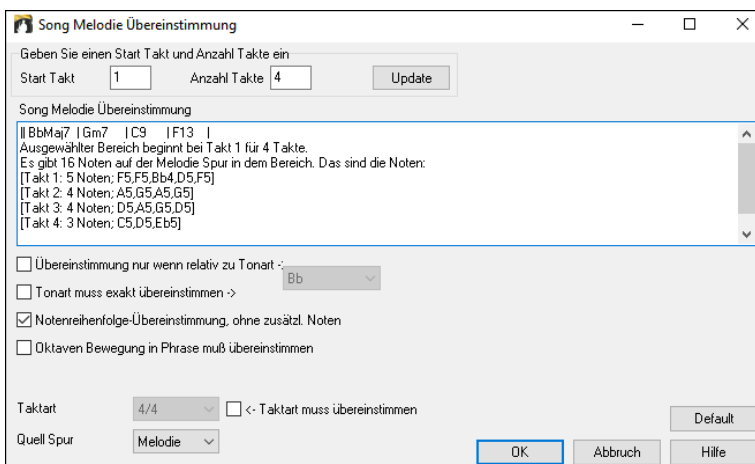 Song Melodie Übereinstimmung
Geben Sie einen Start Takt und Anzahl Takte ein
Start Takt 1 Anzahl Takte 4 Update
Song Melodie Übereinstimmung
||BbMaj7 |Gm7 |C9 |F13 |
Ausgewählter Bereich beginnt bei Takt 1 für 4 Takte.
Es gibt 16 Noten auf der Melodie Spur in dem Bereich. Das sind die Noten:
[Takt 1: 5 Noten; F5,F5,Bb4,D5,F5]
[Takt 2: 4 Noten; A5,G5,A5,G5]
[Takt 3: 4 Noten; D5,A5,G5,D5]
[Takt 4: 3 Noten; C5,D5,Eb5]
Übereinstimmung nur wenn relativ zu Tonart -:
Bb
Tonart muss exakt übereinstimmen ->
Notenreihenfolge-Übereinstimmung, ohne zusätzl. Noten
Oktaven Bewegung in Phrase muß übereinstimmen
Taktart 4/4 <- Taktart muss übereinstimmen
Default
Quell Spur Melodie
OK Abbruch Hilfe